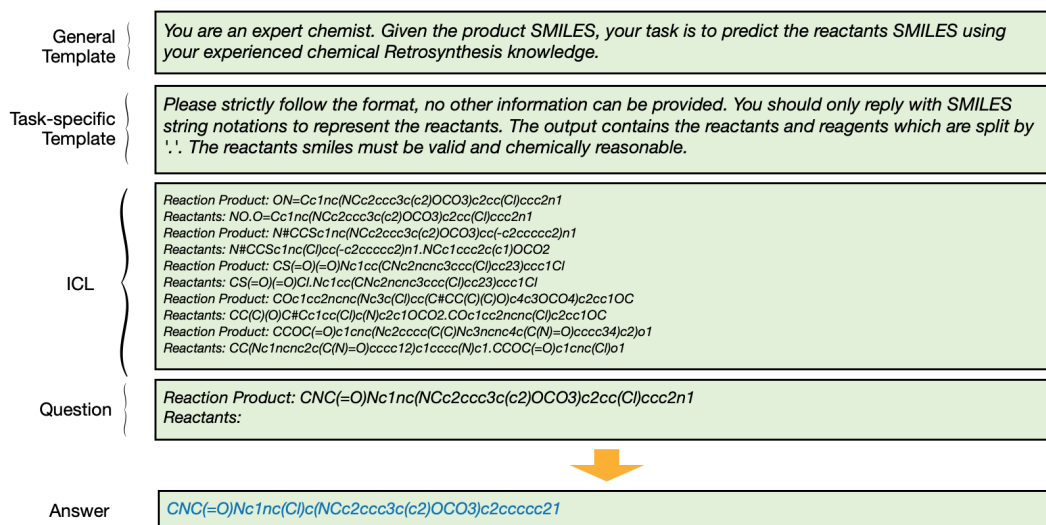 General
Template
You are an expert chemist. Given the product SMILES, your task is to predict the reactants SMILES using
your experienced chemical Retrosynthesis knowledge.
Task-specific
Template
Please strictly follow the format, no other information can be provided. You should only reply with SMILES
string notations to represent the reactants. The output contains the reactants and reagents which are split by
'.'. The reactants smiles must be valid and chemically reasonable.
ICL
Reaction Product: ON=Cc1nc(NCc2ccc3c(c2)OCO3)c2cc(Cl)ccc2n1
Reactants: NO.O=Cc1nc(NCc2ccc3c(c2)OCO3)c2cc(Cl)ccc2n1
Reaction Product: N#CCSc1nc(NCc2ccc3c(c2)OCO3)cc(-c2ccccc2)n1
Reactants: N#CCSc1nc(Cl)cc(-c2ccccc2)n1.NCc1ccc2c(c1)OCO2
Reaction Product: CS(=O)(=O)Nc1cc(CNc2ncnc3ccc(Cl)cc23)ccc1Cl
Reactants: CS(=O)(=O)Cl.Nc1cc(CNc2ncnc3ccc(Cl)cc23)ccc1Cl
Reaction Product: COc1cc2ncnc(Nc3c(Cl)cc(C#CC(C)(C)O)c4c3OCO4)c2cc1OC
Reactants: CC(C)(O)C#Cc1cc(Cl)c(N)c2c1OCO2.COc1cc2ncnc(Cl)c2cc1OC
Reaction Product: CCOC(=O)c1cnc(Nc2cccc(C(C)Nc3ncnc4c(C(N)=O)cccc34)c2)o1
Reactants: CC(Nc1ncnc2c(C(N)=O)cccc12)c1cccc(N)c1.CCOC(=O)c1cnc(Cl)o1
Question
Reaction Product: CNC(=O)Nc1nc(NCc2ccc3c(c2)OCO3)c2cc(Cl)ccc2n1
Reactants:
Answer
CNC(=O)Nc1nc(Cl)c(NCc2ccc3c(c2)OCO3)c2ccccc21